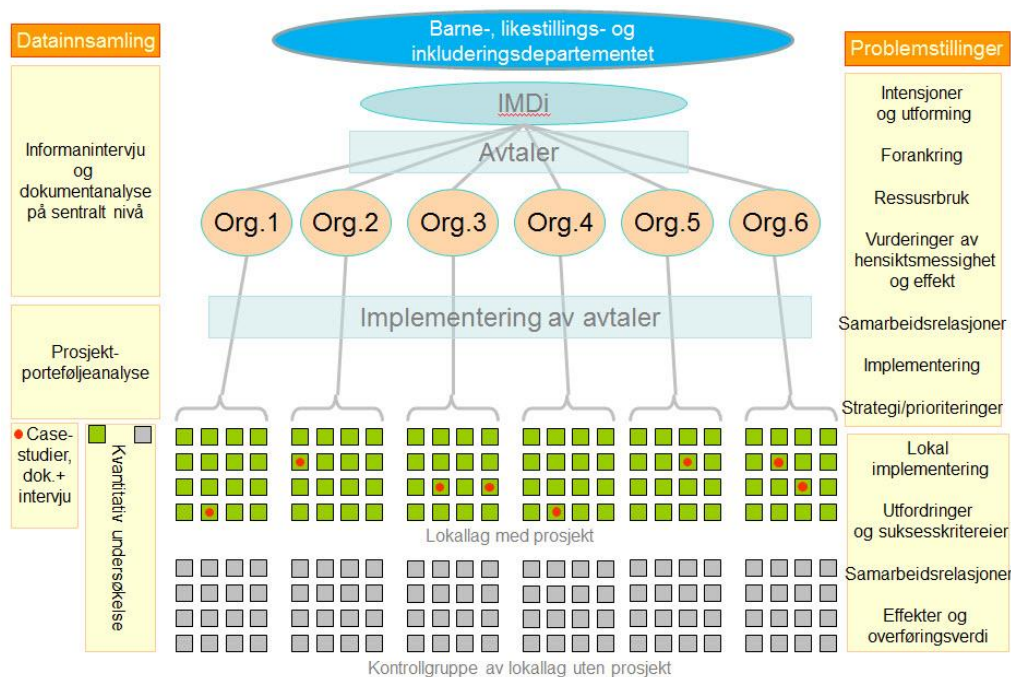 Datainnsamling
Informanintervju
og
dokumentanalyse
på sentralt nivå
Prosjekt-
porteføljeanalyse
Case-
studier,
dok.+
intervju
Kvantitativ undersøkelse
Barne-, likestillings- og
inkluderingsdepartementet
IMDi
Avtaler
Org.1
Org.2
Org.3
Org.4
Org.5
Org.6
Implementering av avtaler
Lokallag med prosjekt
Kontrollgruppe av lokallag uten prosjekt
Problemstillinger
Intensjoner
og utforming
Forankring
Ressusrbruk
Vurderinger av
hensiktsmessighet
og effekt
Samarbeidsrelasjoner
Implementering
Strategi/prioriteringer
Lokal
implementering
Utfordringer
og suksesskritereier
Samarbeidsrelasjoner
Effekter og
overføringsverdi